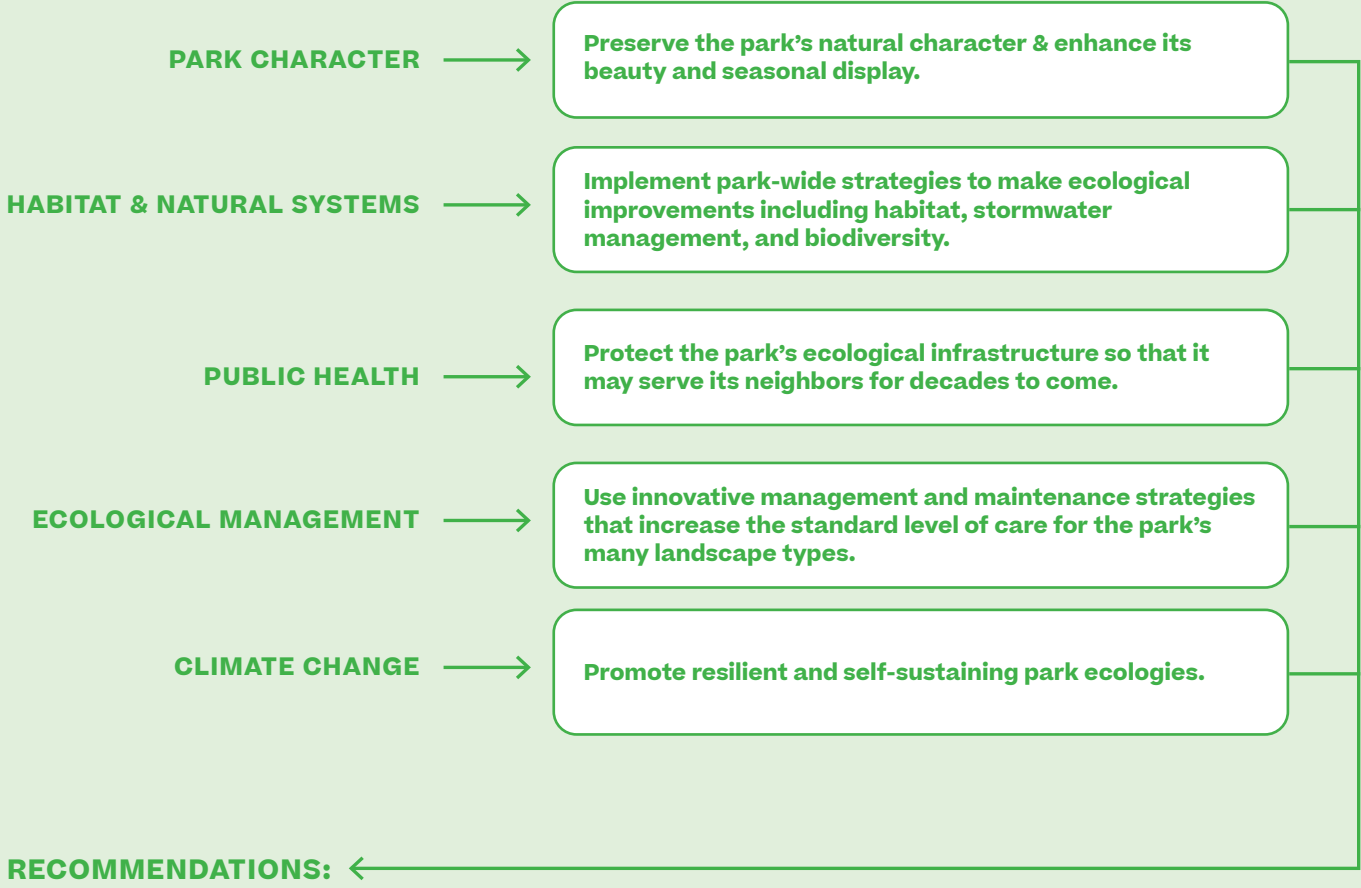 PARK CHARACTER
Preserve the park’s natural character & enhance its
beauty and seasonal display.
HABITAT & NATURAL SYSTEMS
Implement park-wide strategies to make ecological
improvements including habitat, stormwater
management, and biodiversity.
PUBLIC HEALTH
Protect the park’s ecological infrastructure so that it
may serve its neighbors for decades to come.
ECOLOGICAL MANAGEMENT
Use innovative management and maintenance strategies
that increase the standard level of care for the park’s
many landscape types.
CLIMATE CHANGE
Promote resilient and self-sustaining park ecologies.
RECOMMENDATIONS: